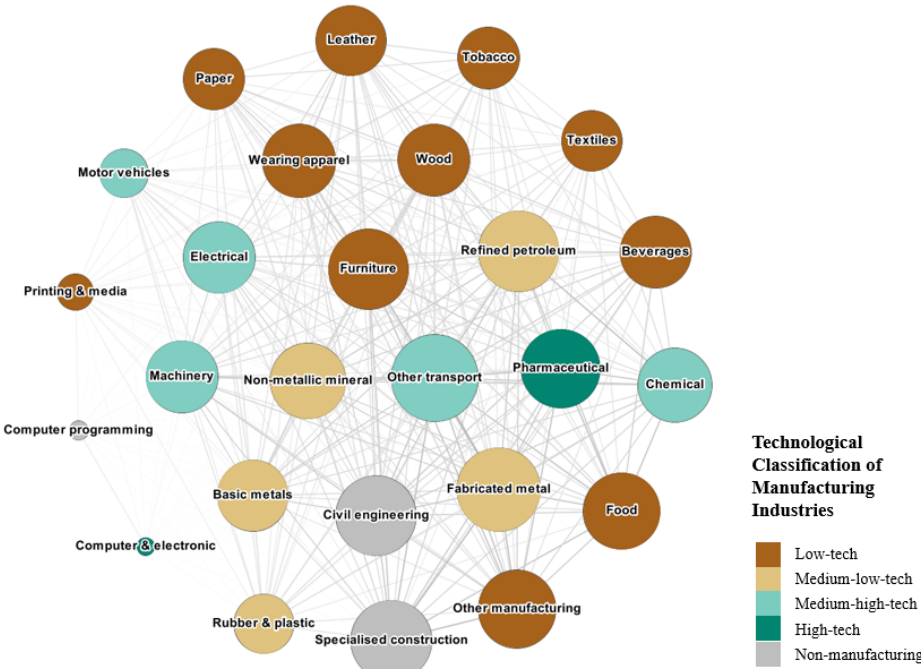 Leather
Tobacco
Paper
Textiles
Wearing apparel
Wood
Motor vehicles
Refined petroleum
Beverages
Electrical
Furniture
Printing & media
Pharmaceutical
Machinery
Non-metallic mineral
Other transport
Chemical
Computer programming
Technological
Classification of
Manufacturing
Industries
Basic metals
Fabricated metal
Civil engineering
Food
Computer & electronic
Low-tech
Medium-low-tech
Medium-high-tech
High-tech
Non-manufacturing
Other manufacturing
Rubber & plastic
Specialised construction